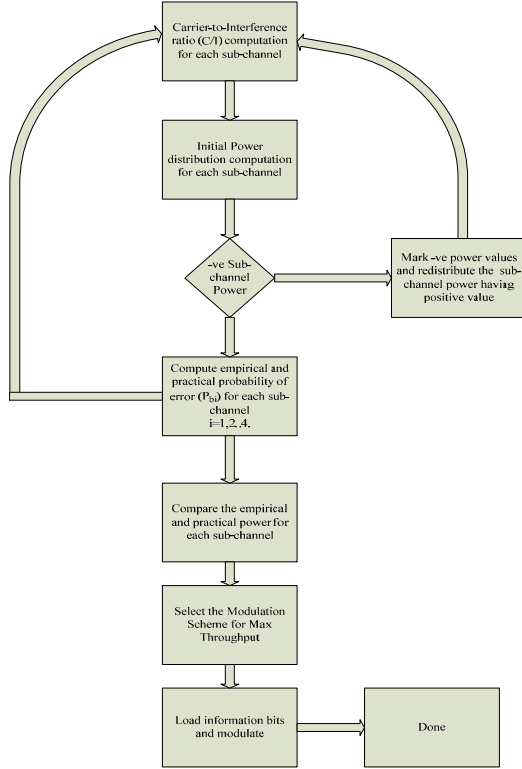 Carrier-to-Interference
ratio (C/I) computation
for each sub-channel
Initial Power
distribution computation
for each sub-channel
-ve Sub-
channel
Power
Mark -ve power values
and redistribute the sub-
channel power having
positive value
Compute empirical and
practical probability of
error (Pbi) for each sub-
channel
i=1,2,.4.
Compare the empirical
and practical power for
each sub-channel
Select the Modulation
Scheme for Max
Throughput
Load information bits
and modulate
Done